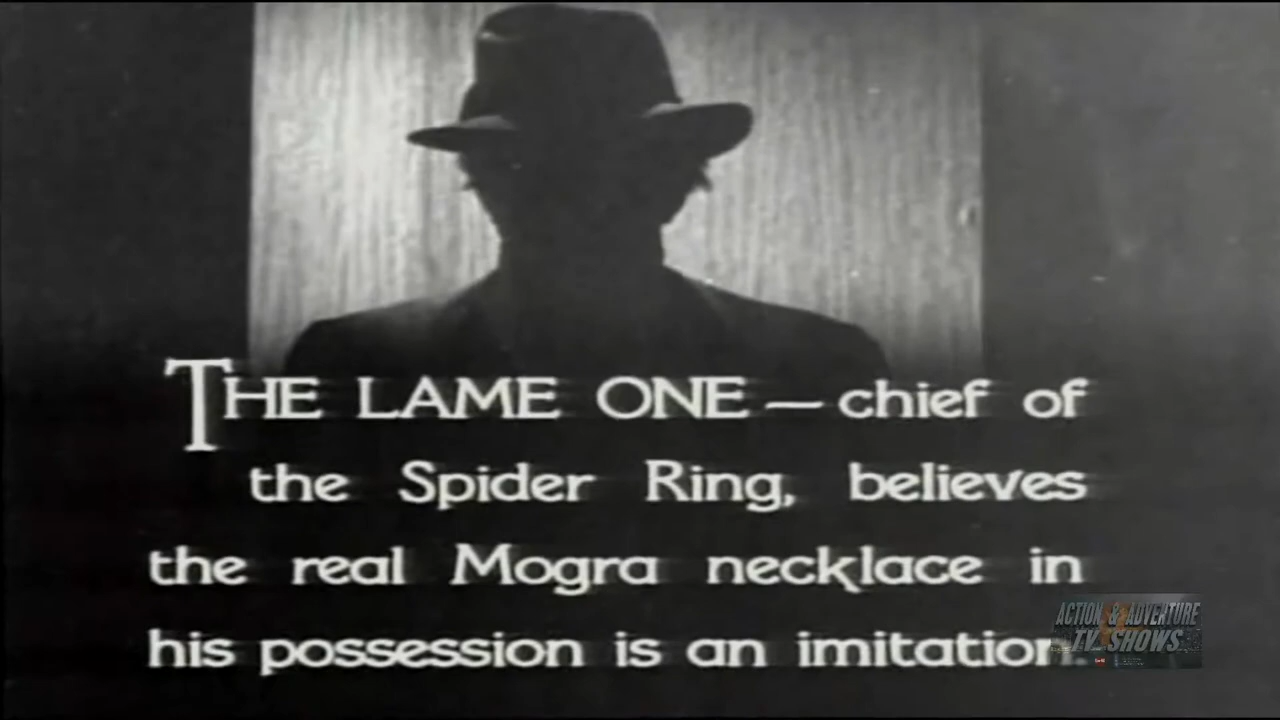 THE LAME ONE — chief of
the Spider Ring, believes
the real Mogra necklace in
his possession is an imitation.
ACTION & ADVENTURE
TV SHOWS